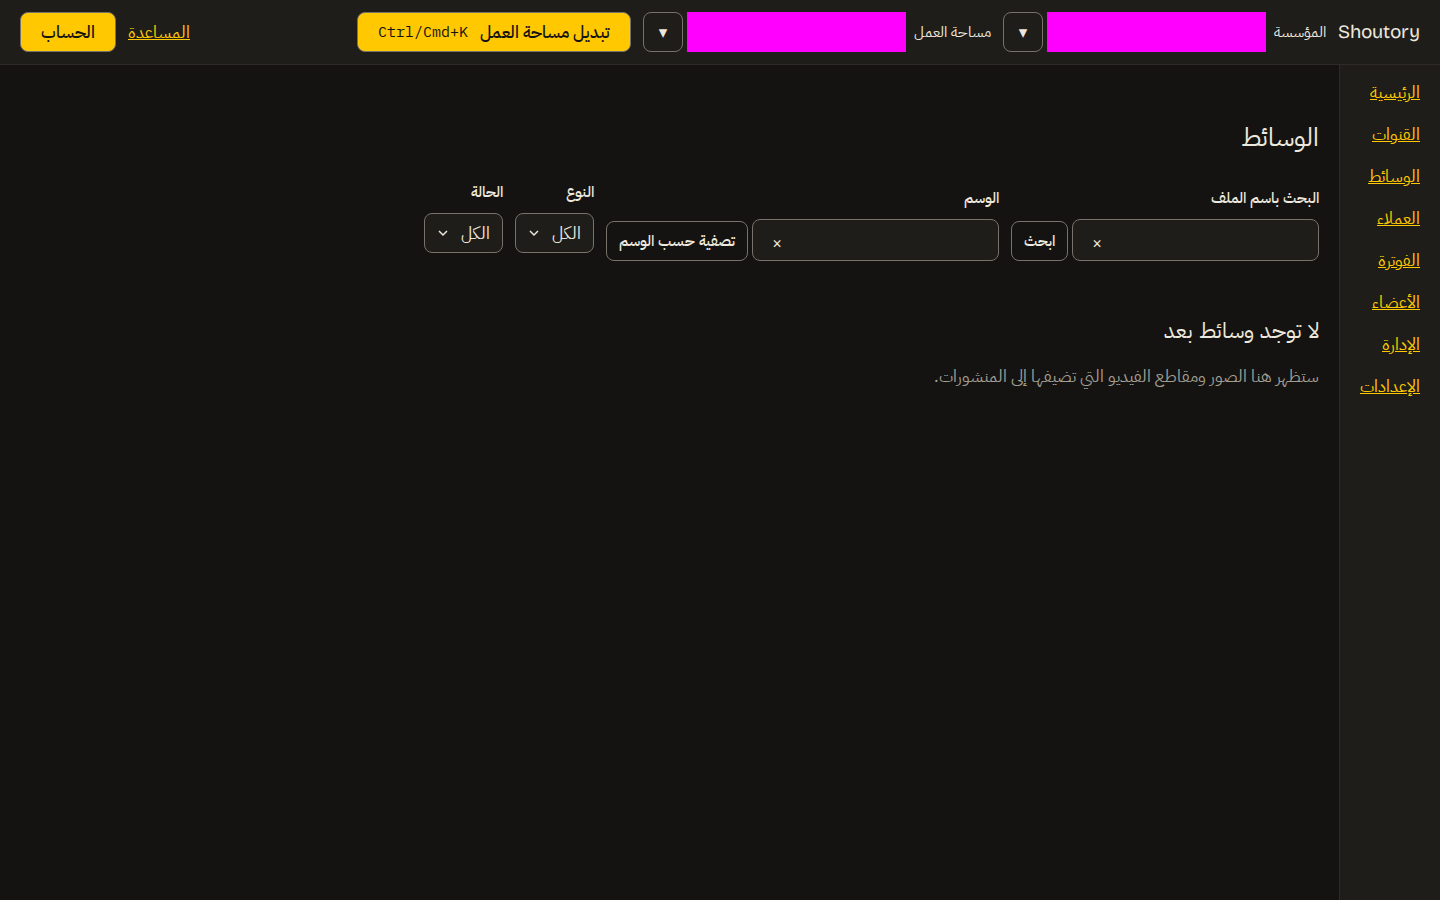 Shoutory
المؤسسة
▼
مساحة العمل
▼
تبديل مساحة العمل Ctrl/Cmd+K
المساعدة
الحساب
الرئيسية
القنوات
الوسائط
العملاء
الفوترة
الأعضاء
الإدارة
الإعدادات
الوسائط
البحث باسم الملف
×
ابحث
الوسم
×
تصفية حسب الوسم
النوع
الكل
الحالة
الكل
لا توجد وسائط بعد
ستظهر هنا الصور ومقاطع الفيديو التي تضيفها إلى المنشورات.